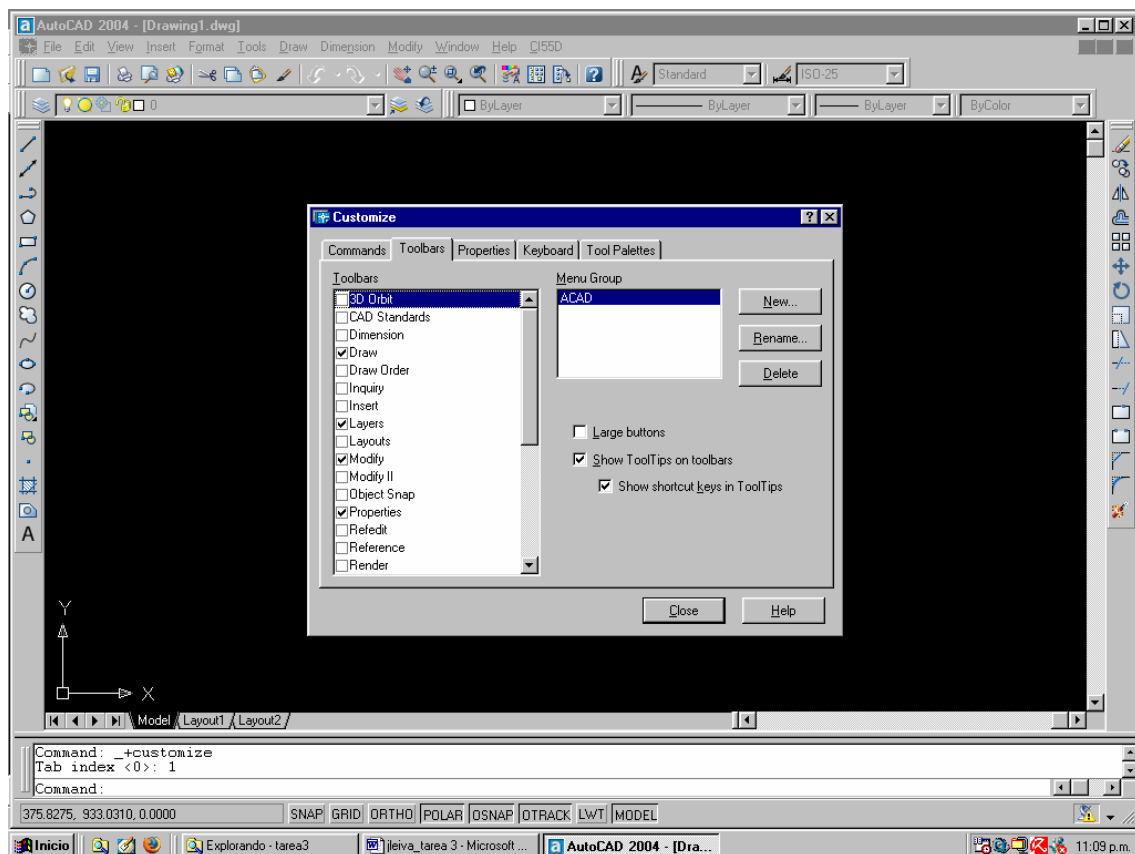 AutoCAD 2004 - [Drawing1.dwg]
File Edit View Insert Format Tools Draw Dimension Modify Window Help CI55D
Standard ISO-25
0 ByLayer ByLayer ByLayer ByColor
Customize
Commands Toolbars Properties Keyboard Tool Palettes
Toolbars Menu Group
3D Orbit ACAD New...
CAD Standards
Dimension Rename...
Draw
Draw Order Delete
Inquiry
Insert
Layers Large buttons
Layouts
Modify Show ToolTips on toolbars
Modify II
Object Snap Show shortcut keys in ToolTips
Properties
Refedit
Reference
Render
Close Help
A
Y
X
Model Layout1 Layout2
Command: _+customize
Tab index <0>: 1
Command:
375.8275, 933.0310, 0.0000 SNAP GRID ORTHO POLAR OSNAP OTRACK LWT MODEL
Inicio Explorando - tarea3 jleiva_tarea 3 - Microsoft ... AutoCAD 2004 - [Dra... 11:09 p.m.